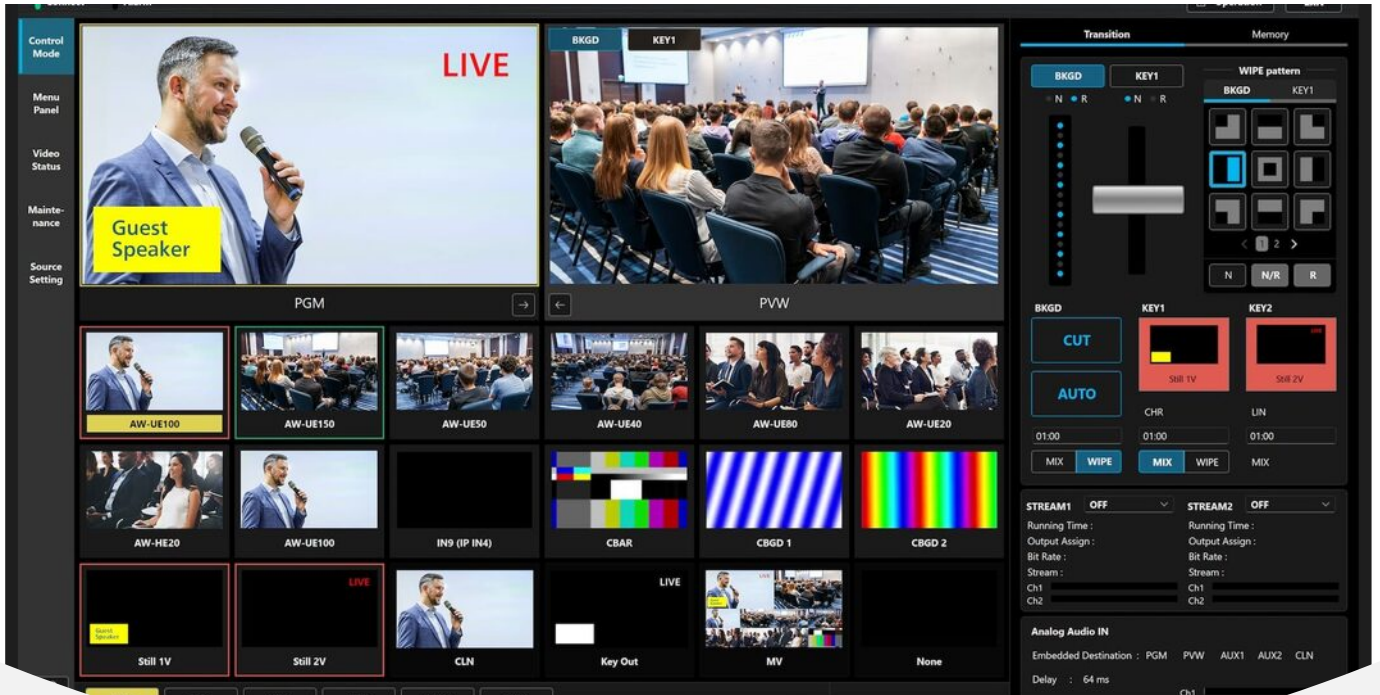 Control
Mode
Menu
Panel
Video
Status
Mainte-
nance
Source
Setting
LIVE
Guest
Speaker
PGM
→
BKGD KEY1
←
PVW
AW-UE100 AW-UE150 AW-UE50 AW-UE40 AW-UE80 AW-UE20
AW-HE20 AW-UE100 IN9 (IP IN4) CBAR CBGD 1 CBGD 2
LIVE
LIVE
Guest
Speaker
Still 1V Still 2V CLN Key Out MV None
Transition Memory
BKGD KEY1
N R N R
WIPE pattern
BKGD KEY1
< 1 2 >
N N/R R
BKGD KEY1 KEY2
CUT
AUTO
Still 1V Still 2V
CHR LIN
01:00 01:00 01:00
MIX WIPE MIX WIPE MIX
STREAM1 OFF STREAM2 OFF
Running Time : Running Time :
Output Assign : Output Assign :
Bit Rate : Bit Rate :
Stream : Stream :
Ch1 Ch1
Ch2 Ch2
Analog Audio IN
Embedded Destination : PGM PVW AUX1 AUX2 CLN
Delay : 64 ms
Ch1